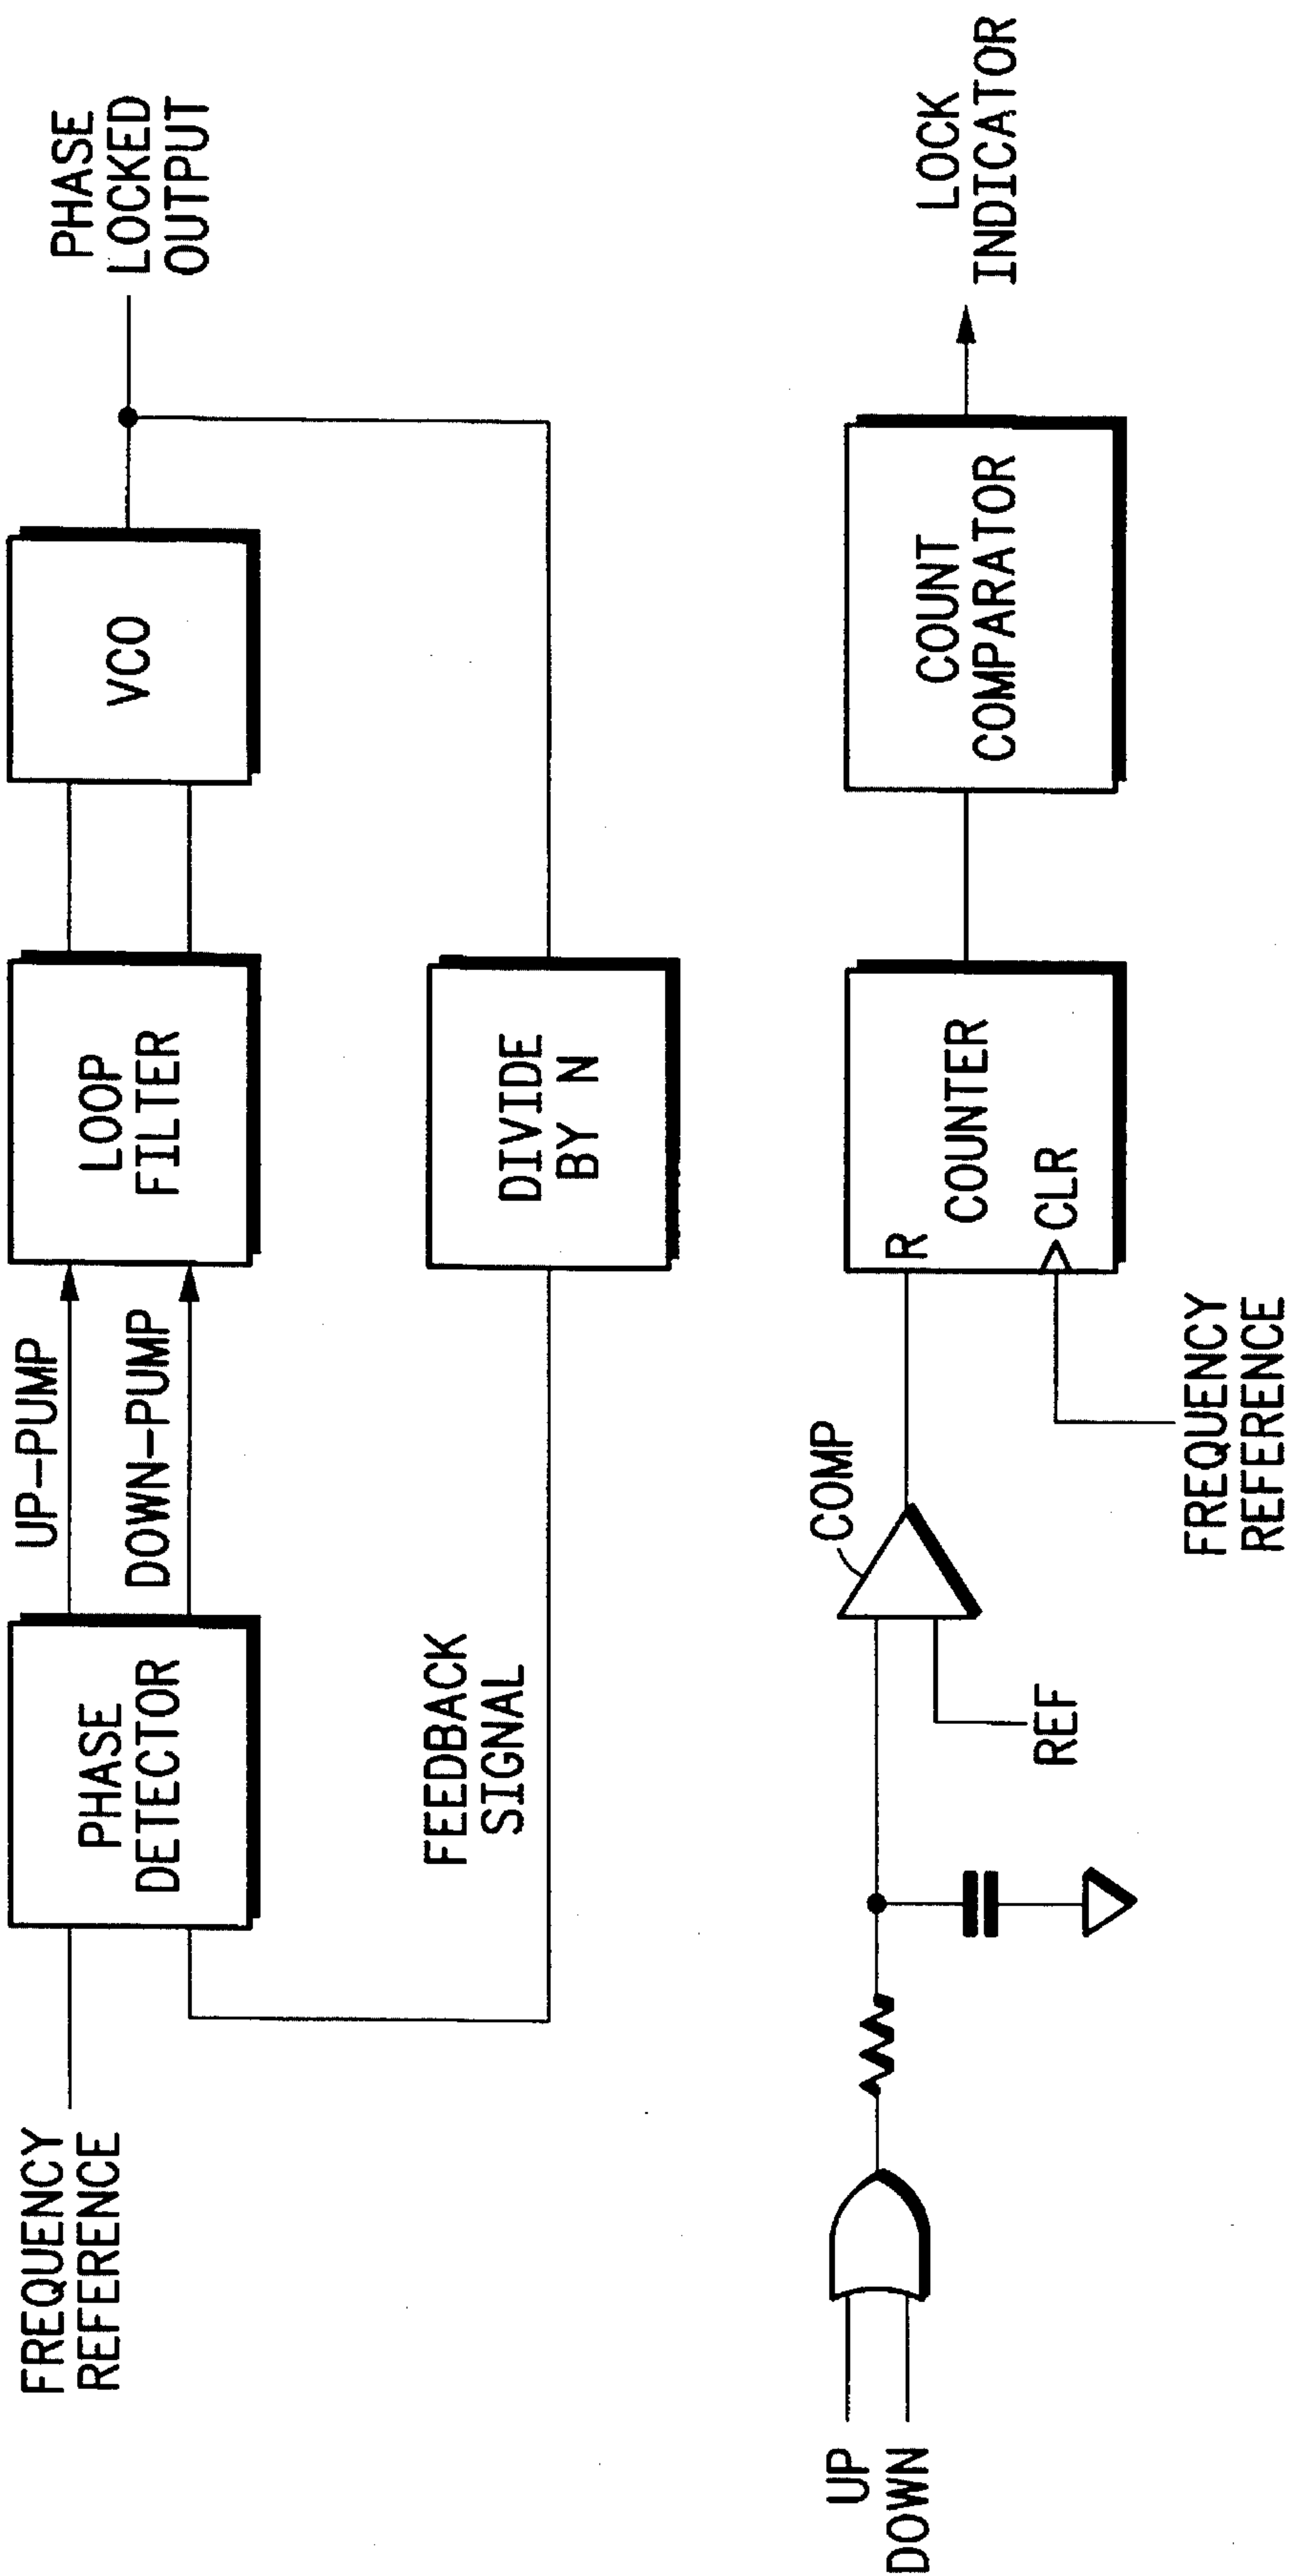 FREQUENCY
REFERENCE
PHASE
DETECTOR
UP-PUMP
DOWN-PUMP
LOOP
FILTER
VCO
PHASE
LOCKED
OUTPUT
FEEDBACK
SIGNAL
DIVIDE
BY N
UP
DOWN
REF
COMP
R
COUNTER
CLR
FREQUENCY
REFERENCE
COUNT
COMPARATOR
LOCK
INDICATOR